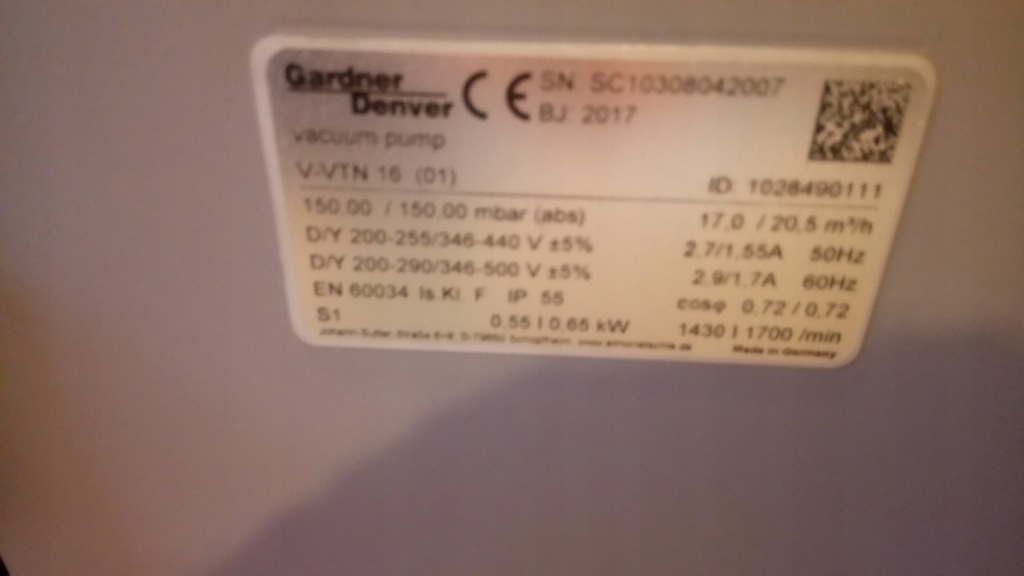 Gardner
Denver
CE
SN: SC10308042007
BJ: 2017
vacuum pump
V-VTN 16 (01)
ID: 1028490111
150.00 / 150.00 mbar (abs) 17,0 / 20,5 m³/h
D/Y 200-255/346-440 V ±5% 2.7/1,55A 50Hz
D/Y 200-290/346-500 V ±5% 2.9/1,7A 60Hz
EN 60034 Is.Kl. F IP 55 cosφ 0,72 / 0,72
S1 0,55 | 0,65 kW 1430 | 1700 /min
Made in Germany